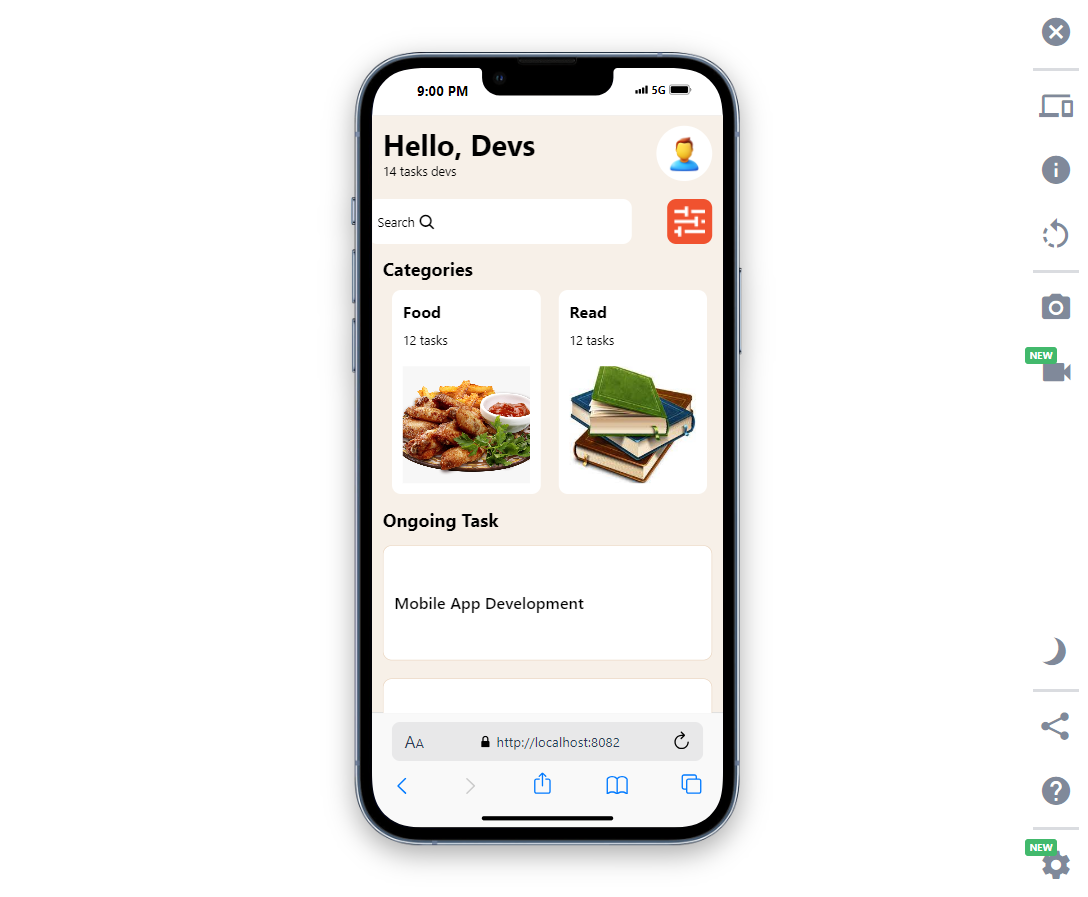 9:00 PM 5G
Hello, Devs
14 tasks devs
Search
Categories
Food
12 tasks
Read
12 tasks
Ongoing Task
Mobile App Development
AA http://localhost:8082
NEW
NEW